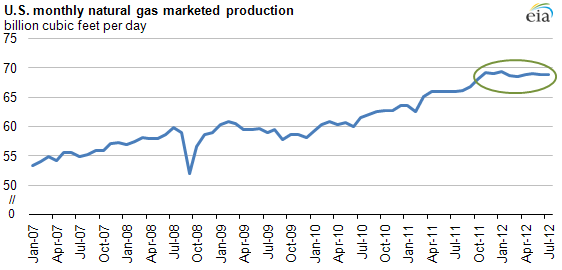 U.S. monthly natural gas marketed production
billion cubic feet per day
eia
75
70
65
60
55
50
//
0
Jan-07
Apr-07
Jul-07
Oct-07
Jan-08
Apr-08
Jul-08
Oct-08
Jan-09
Apr-09
Jul-09
Oct-09
Jan-10
Apr-10
Jul-10
Oct-10
Jan-11
Apr-11
Jul-11
Oct-11
Jan-12
Apr-12
Jul-12